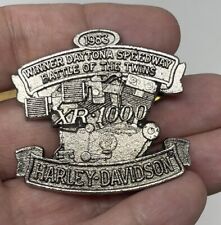 1983
WINNER DAYTONA SPEEDWAY
BATTLE OF THE TWINS
XR-1000
HARLEY-DAVIDSON